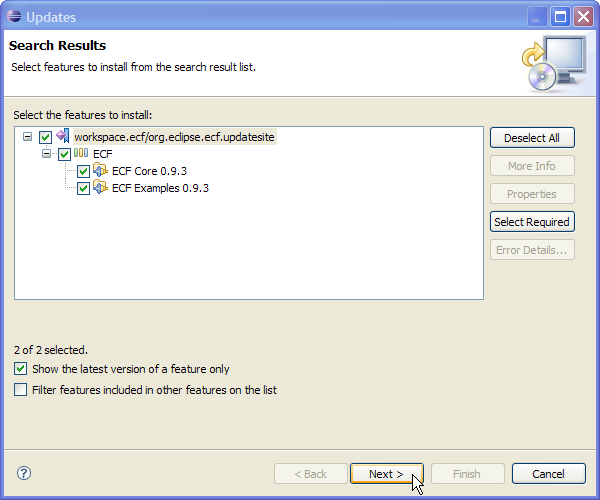 Updates
Search Results
Select features to install from the search result list.
Select the features to install:
workspace.ecf/org.eclipse.ecf.updatesite
ECF
ECF Core 0.9.3
ECF Examples 0.9.3
Deselect All
More Info
Properties
Select Required
Error Details...
2 of 2 selected.
Show the latest version of a feature only
Filter features included in other features on the list
?
< Back
Next >
Finish
Cancel